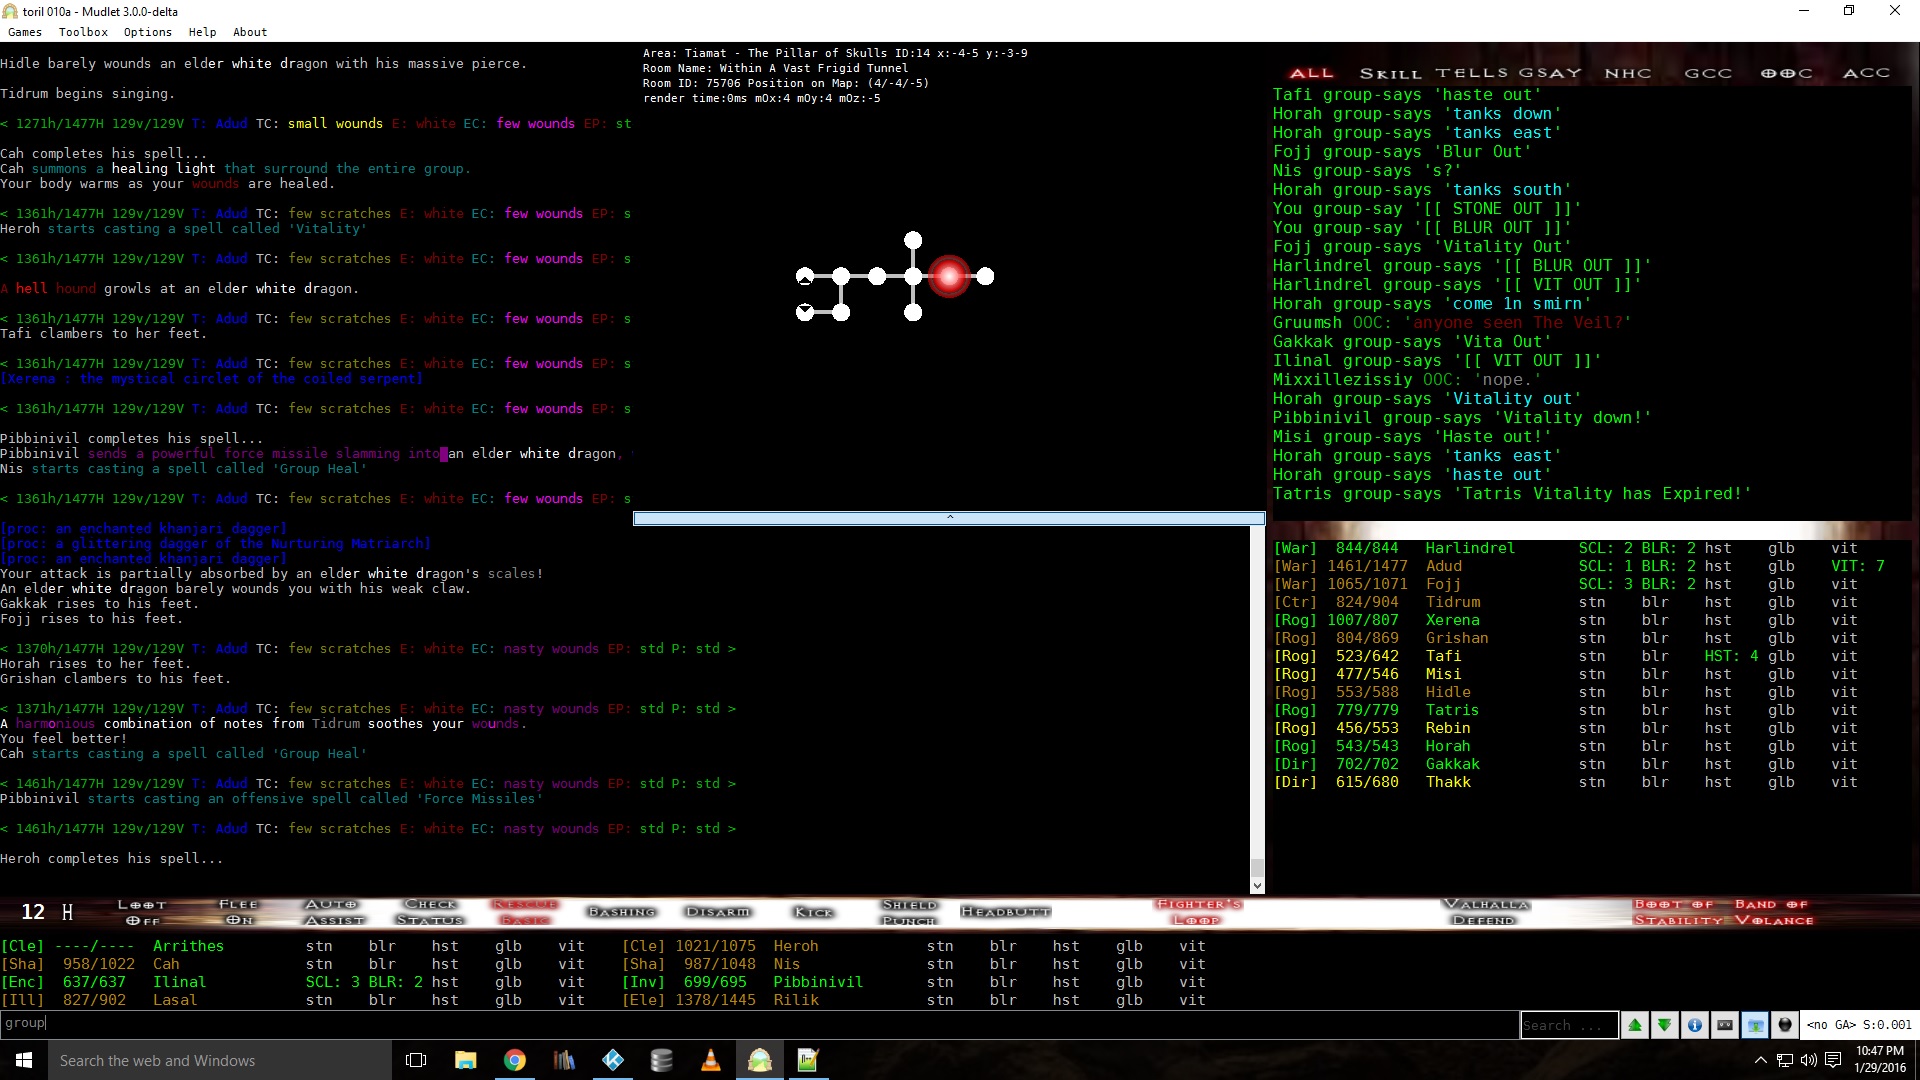 toril 010a - Mudlet 3.0.0-delta
Games Toolbox Options Help About
Hidle barely wounds an elder white dragon with his massive pierce.
Tidrum begins singing.
< 1271h/1477H 129v/129V T: Adud TC: small wounds E: white EC: few wounds EP: st
Cah completes his spell...
Cah summons a healing light that surround the entire group.
Your body warms as your wounds are healed.
< 1361h/1477H 129v/129V T: Adud TC: few scratches E: white EC: few wounds EP: s
Heroh starts casting a spell called 'Vitality'
< 1361h/1477H 129v/129V T: Adud TC: few scratches E: white EC: few wounds EP: s
A hell hound growls at an elder white dragon.
< 1361h/1477H 129v/129V T: Adud TC: few scratches E: white EC: few wounds EP: s
Tafi clambers to her feet.
< 1361h/1477H 129v/129V T: Adud TC: few scratches E: white EC: few wounds EP: s
[Xerena : the mystical circlet of the coiled serpent]
< 1361h/1477H 129v/129V T: Adud TC: few scratches E: white EC: few wounds EP: s
Pibbinivil completes his spell...
Pibbinivil sends a powerful force missile slamming into an elder white dragon,
Nis starts casting a spell called 'Group Heal'
< 1361h/1477H 129v/129V T: Adud TC: few scratches E: white EC: few wounds EP: s
[proc: an enchanted khanjari dagger]
[proc: a glittering dagger of the Nurturing Matriarch]
[proc: an enchanted khanjari dagger]
Your attack is partially absorbed by an elder white dragon's scales!
An elder white dragon barely wounds you with his weak claw.
Gakkak rises to his feet.
Fojj rises to his feet.
< 1370h/1477H 129v/129V T: Adud TC: few scratches E: white EC: nasty wounds EP: std P: std >
Horah rises to her feet.
Grishan clambers to his feet.
< 1371h/1477H 129v/129V T: Adud TC: few scratches E: white EC: nasty wounds EP: std P: std >
A harmonious combination of notes from Tidrum soothes your wounds.
You feel better!
Cah starts casting a spell called 'Group Heal'
< 1461h/1477H 129v/129V T: Adud TC: few scratches E: white EC: nasty wounds EP: std P: std >
Pibbinivil starts casting an offensive spell called 'Force Missiles'
< 1461h/1477H 129v/129V T: Adud TC: few scratches E: white EC: nasty wounds EP: std P: std >
Heroh completes his spell...
Area: Tiamat - The Pillar of Skulls ID:14 x:-4-5 y:-3-9
Room Name: Within A Vast Frigid Tunnel
Room ID: 75706 Position on Map: (4/-4/-5)
render time:0ms mOx:4 mOy:4 mOz:-5
ALL SKILL TELLS GSAY NHC GCC OOC ACC
Tafi group-says 'haste out'
Horah group-says 'tanks down'
Horah group-says 'tanks east'
Fojj group-says 'Blur Out'
Nis group-says 's?'
Horah group-says 'tanks south'
You group-say '[[ STONE OUT ]]'
You group-say '[[ BLUR OUT ]]'
Fojj group-says 'Vitality Out'
Harlindrel group-says '[[ BLUR OUT ]]'
Harlindrel group-says '[[ VIT OUT ]]'
Horah group-says 'come 1n smirn'
Gruumsh OOC: 'anyone seen The Veil?'
Gakkak group-says 'Vita Out'
Ilinal group-says '[[ VIT OUT ]]'
Mixxillezissiy OOC: 'nope.'
Horah group-says 'Vitality out'
Pibbinivil group-says 'Vitality down!'
Misi group-says 'Haste out!'
Horah group-says 'tanks east'
Horah group-says 'haste out'
Tatris group-says 'Tatris Vitality has Expired!'
[War] 844/844 Harlindrel SCL: 2 BLR: 2 hst glb vit
[War] 1461/1477 Adud SCL: 1 BLR: 2 hst glb VIT: 7
[War] 1065/1071 Fojj SCL: 3 BLR: 2 hst glb vit
[Ctr] 824/904 Tidrum stn blr hst glb vit
[Rog] 1007/807 Xerena stn blr hst glb vit
[Rog] 804/869 Grishan stn blr hst glb vit
[Rog] 523/642 Tafi stn blr HST: 4 glb vit
[Rog] 477/546 Misi stn blr hst glb vit
[Rog] 553/588 Hidle stn blr hst glb vit
[Rog] 779/779 Tatris stn blr hst glb vit
[Rog] 456/553 Rebin stn blr hst glb vit
[Rog] 543/543 Horah stn blr hst glb vit
[Dir] 702/702 Gakkak stn blr hst glb vit
[Dir] 615/680 Thakk stn blr hst glb vit
12 H LOOT OFF FLEE ON AUTO ASSIST CHECK STATUS RESCUE BASIC BASHING DISARM KICK SHIELD PUNCH HEADBUTT FIGHTER'S LOOP VALHALLA DEFEND BOOT OF STABILITY BAND OF VOLANCE
[Cle] ----/---- Arrithes stn blr hst glb vit [Cle] 1021/1075 Heroh stn blr hst glb vit
[Sha] 958/1022 Cah stn blr hst glb vit [Sha] 987/1048 Nis stn blr hst glb vit
[Enc] 637/637 Ilinal SCL: 3 BLR: 2 hst glb vit [Inv] 699/695 Pibbinivil stn blr hst glb vit
[Ill] 827/902 Lasal stn blr hst glb vit [Ele] 1378/1445 Rilik stn blr hst glb vit
group
Search ...
<no GA> S:0.001
Search the web and Windows
10:47 PM
1/29/2016